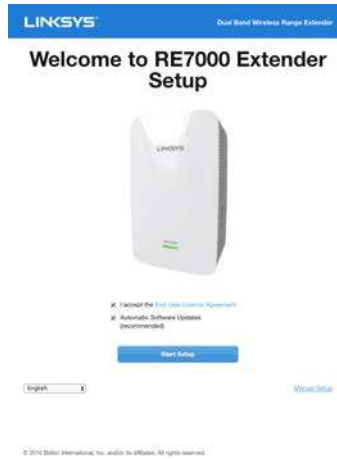 LINKSYS
Dual Band Wireless Range Extender
Welcome to RE7000 Extender
Setup
LINKSYS
I accept the End User License Agreement
Automatic Software Updates
(recommended)
Start Setup
English
Manual Setup
© 2016 Belkin International, Inc. and/or its affiliates. All rights reserved.